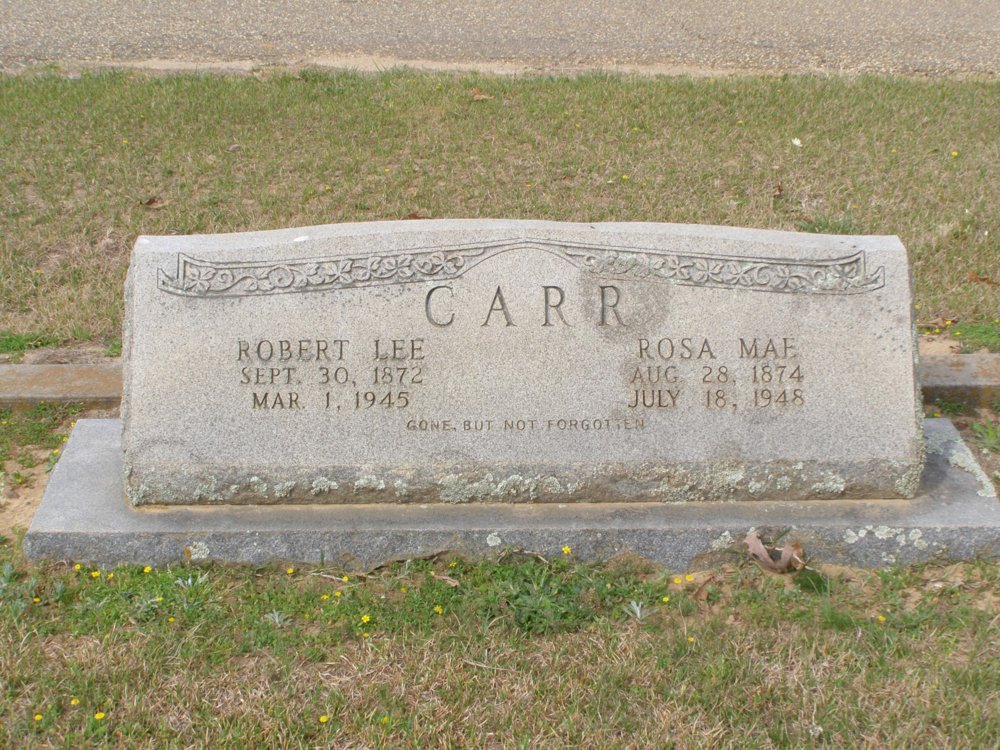 CARR
ROBERT LEE
SEPT. 30, 1872
MAR. 1, 1945
ROSA MAE
AUG. 28, 1874
JULY 18, 1948
GONE, BUT NOT FORGOTTEN